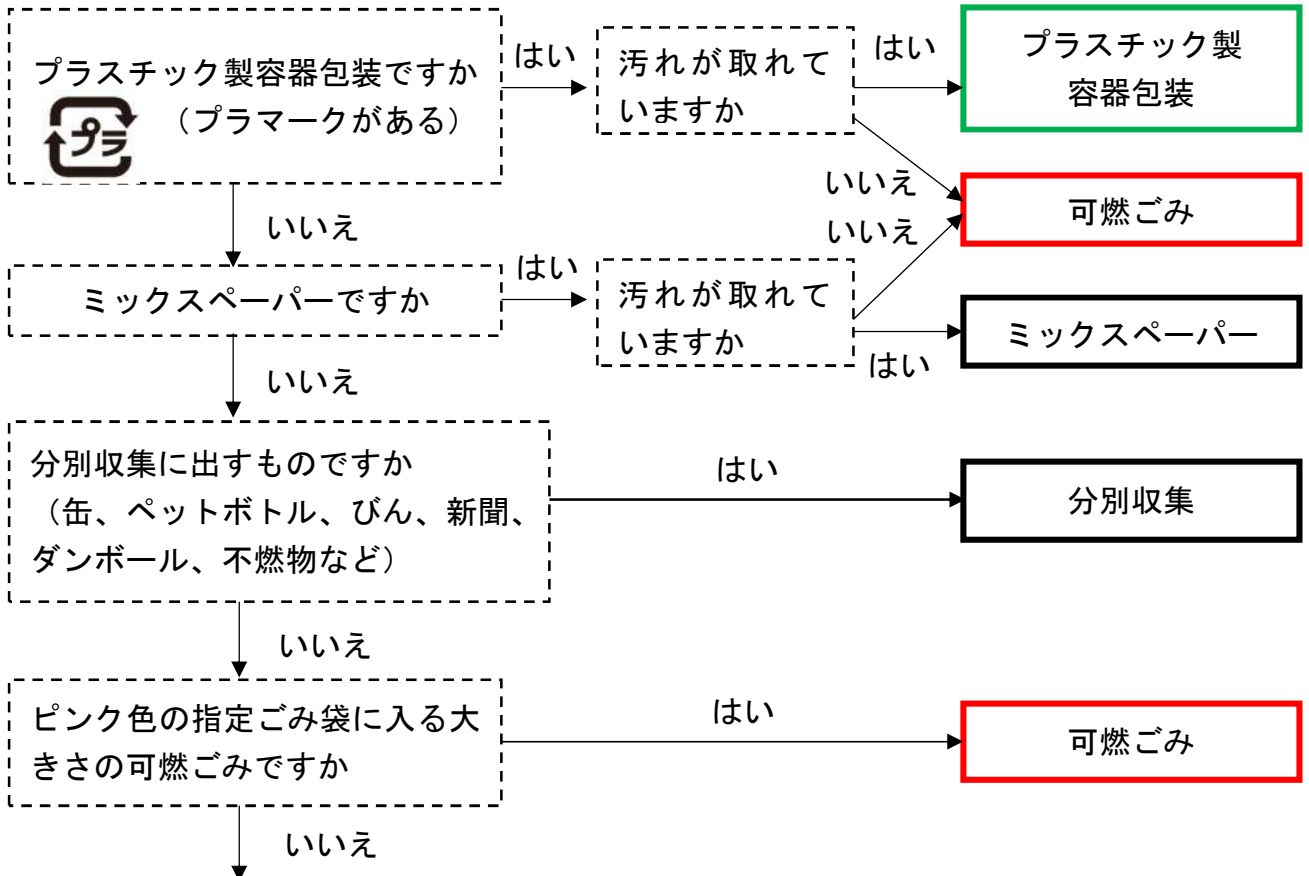 プラスチック製容器包装ですか
（プラマークがある）
プラ
はい
汚れが取れて
いますか
はい
プラスチック製
容器包装
いいえ
可燃ごみ
いいえ
いいえ
ミックスペーパーですか
はい
汚れが取れて
いますか
はい
ミックスペーパー
いいえ
分別収集に出すものですか
（缶、ペットボトル、びん、新聞、
ダンボール、不燃物など）
はい
分別収集
いいえ
ピンク色の指定ごみ袋に入る大
きさの可燃ごみですか
はい
可燃ごみ
いいえ